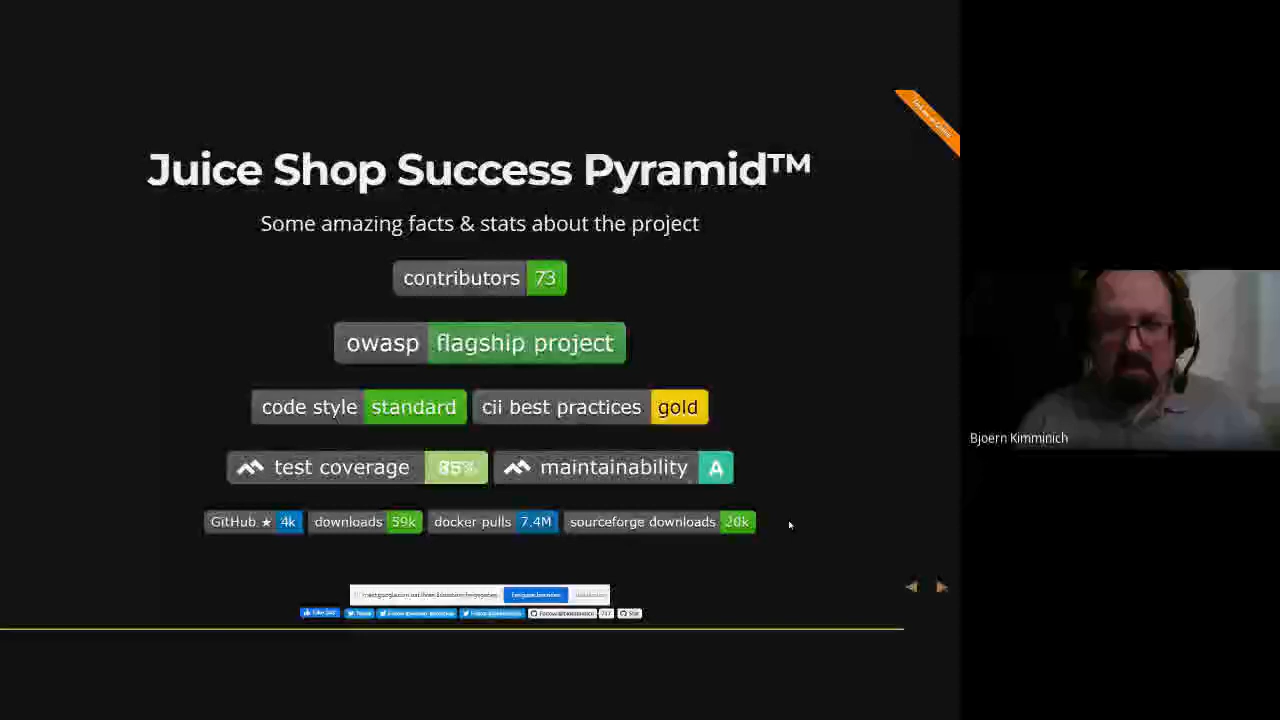 Juice Shop Success Pyramid™
Some amazing facts & stats about the project
contributors 73
owasp flagship project
code style standard cii best practices gold
test coverage 85% maintainability A
GitHub ★ 4k downloads 59k docker pulls 7.4M sourceforge downloads 20k
Bjoern Kimminich